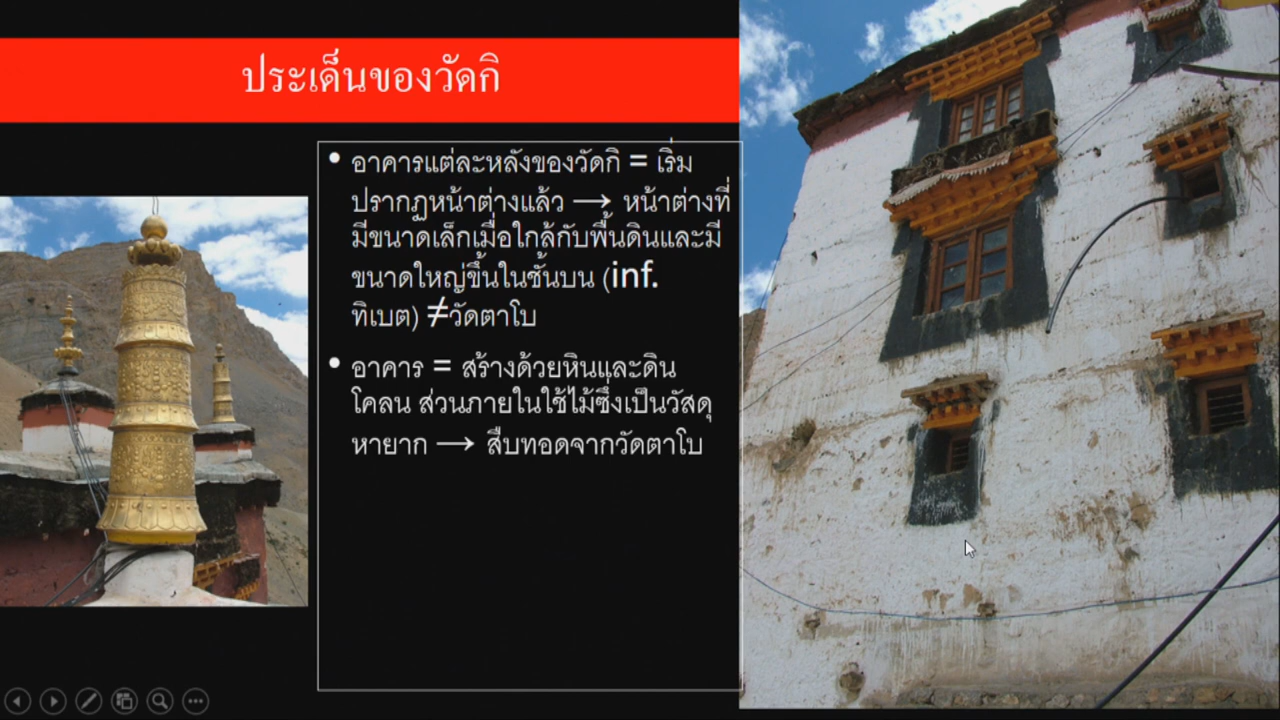 ประเด็นของวัดกิ
• อาคารแต่ละหลังของวัดกิ = เริ่ม
ปรากฏหน้าต่างแล้ว → หน้าต่างที่
มีขนาดเล็กเมื่อใกล้กับพื้นดินและมี
ขนาดใหญ่ขึ้นในชั้นบน (inf.
ทิเบต) ≠วัดตาโบ
• อาคาร = สร้างด้วยหินและดิน
โคลน ส่วนภายในใช้ไม้ซึ่งเป็นวัสดุ
หายาก → สืบทอดจากวัดตาโบ